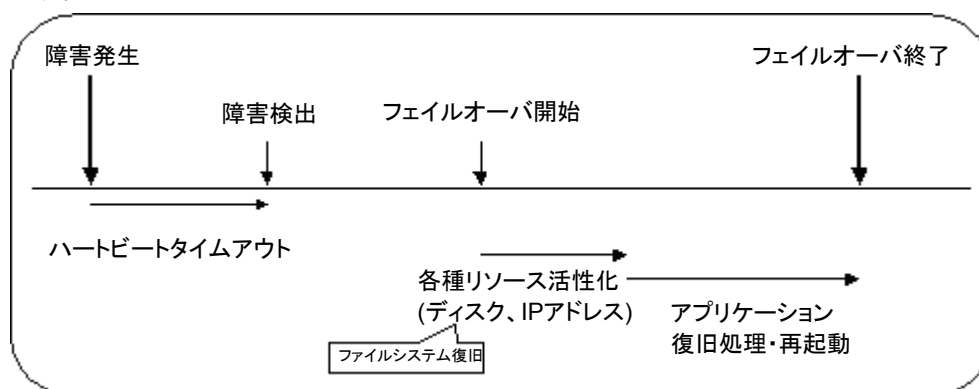 障害発生
フェイルオーバ終了
障害検出
フェイルオーバ開始
ハートビートタイムアウト
各種リソース活性化
(ディスク、IPアドレス)
アプリケーション
復旧処理・再起動
ファイルシステム復旧